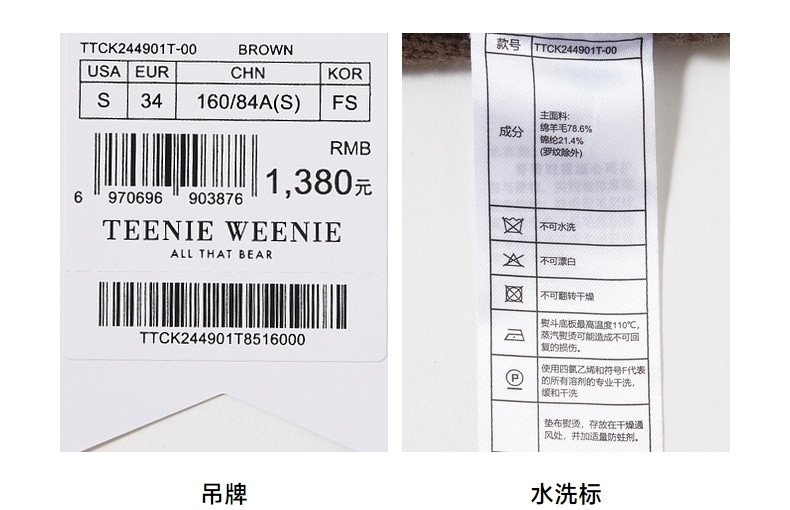 TTCK244901T-00 BROWN
USA EUR CHN KOR
S 34 160/84A(S) FS
RMB
1,380元
6 970696 903876
TEENIE WEENIE
ALL THAT BEAR
TTCK244901T8516000
吊牌
款号 TTCK244901T-00
成分
主面料:
绵羊毛78.6%
锦纶21.4%
(罗纹除外)
不可水洗
不可漂白
不可翻转干燥
熨斗底板最高温度110℃,
蒸汽熨烫可能造成不可回
复的损伤。
P
使用四氯乙烯和符号F代表
的所有溶剂的专业干洗,
缓和干洗
垫布熨烫，存放在干燥通
风处，并加适量防蛀剂。
水洗标